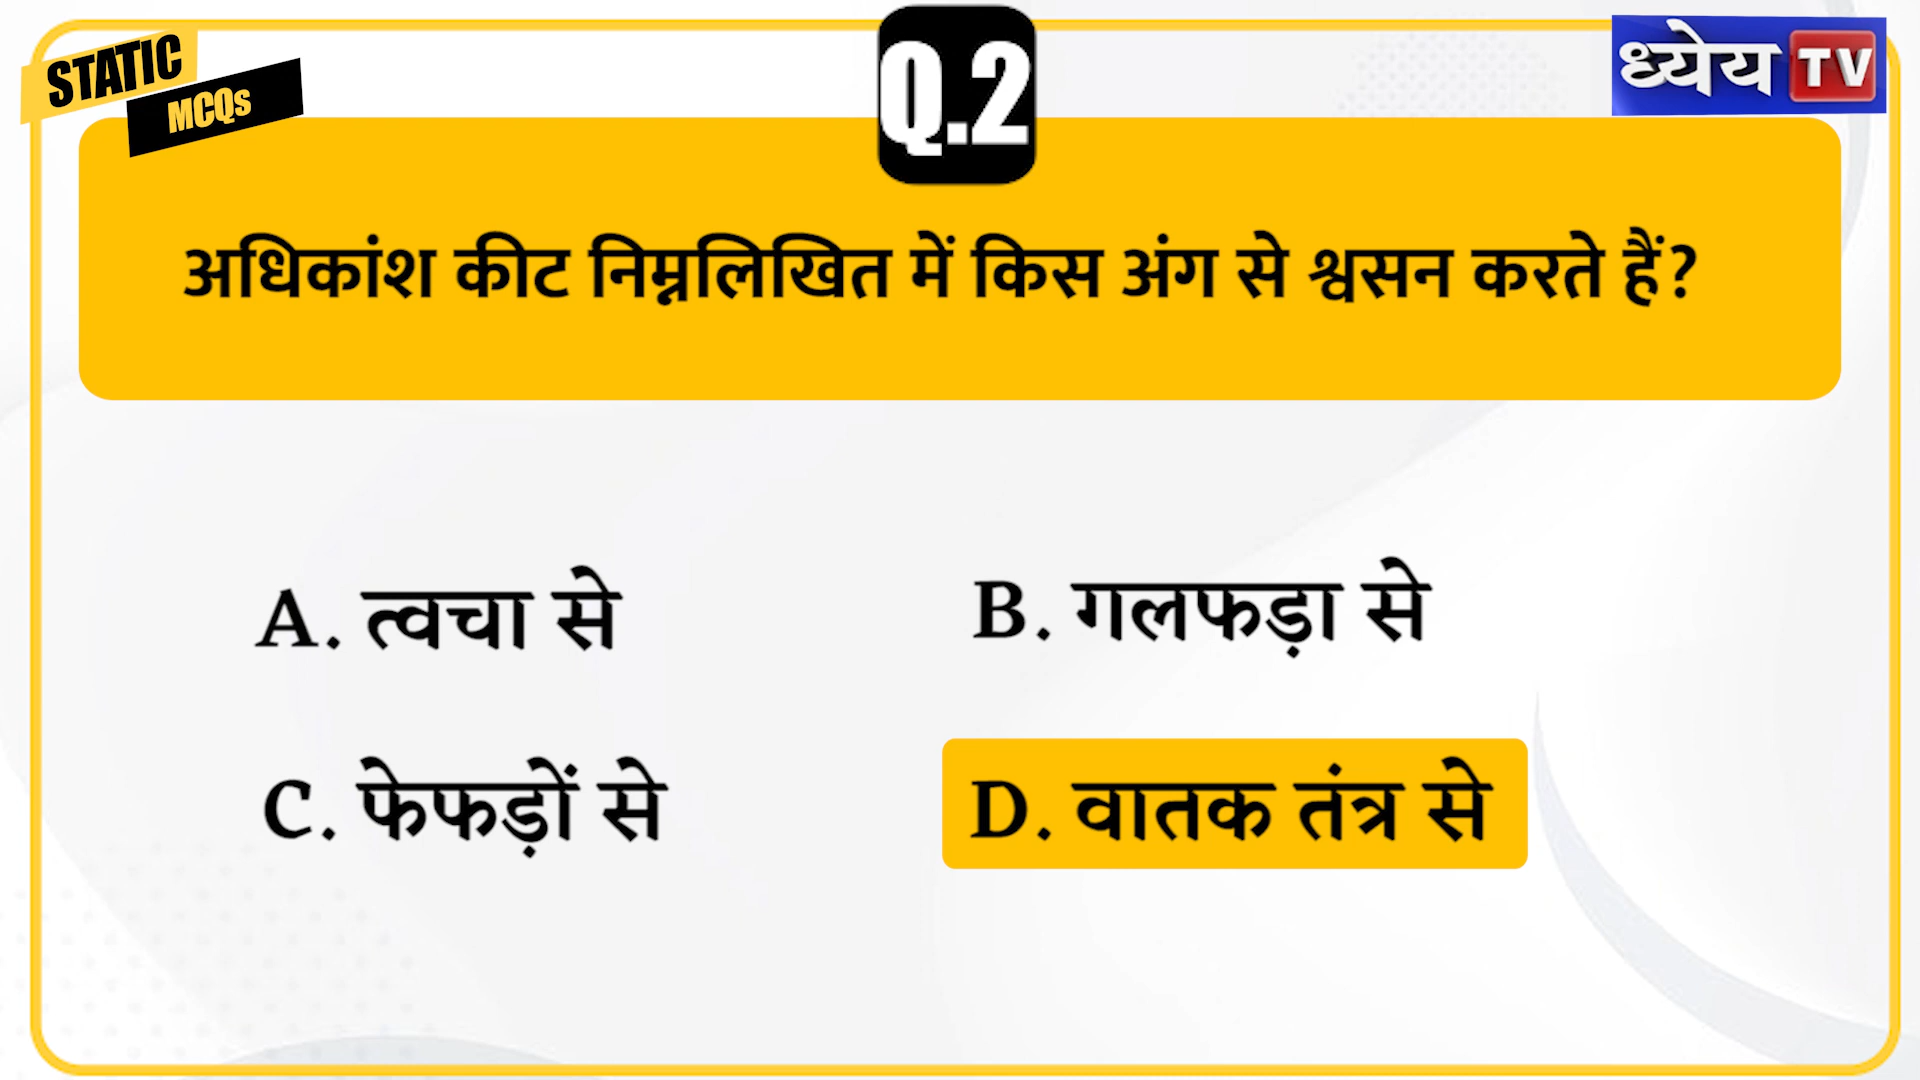 STATIC
MCQs
Q.2
ध्येय TV
अधिकांश कीट निम्नलिखित में किस अंग से श्वसन करते हैं?
A. त्वचा से
B. गलफड़ा से
C. फेफड़ों से
D. वातक तंत्र से